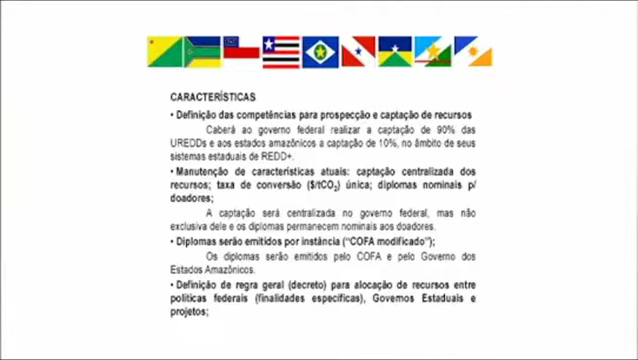 CARACTERÍSTICAS
• Definição das competências para prospecção e captação de recursos
Caberá ao governo federal realizar a captação de 90% das
UREDDs e aos estados amazônicos a captação de 10%, no âmbito de seus
sistemas estaduais de REDD+.
• Manutenção de características atuais: captação centralizada dos
recursos; taxa de conversão ($/tCO₂) única; diplomas nominais p/
doadores;
A captação será centralizada no governo federal, mas não
exclusiva dele e os diplomas permanecem nominais aos doadores.
• Diplomas serão emitidos por instância ("COFA modificado");
Os diplomas serão emitidos pelo COFA e pelo Governo dos
Estados Amazônicos.
• Definição de regra geral (decreto) para alocação de recursos entre
políticas federais (finalidades específicas), Governos Estaduais e
projetos;